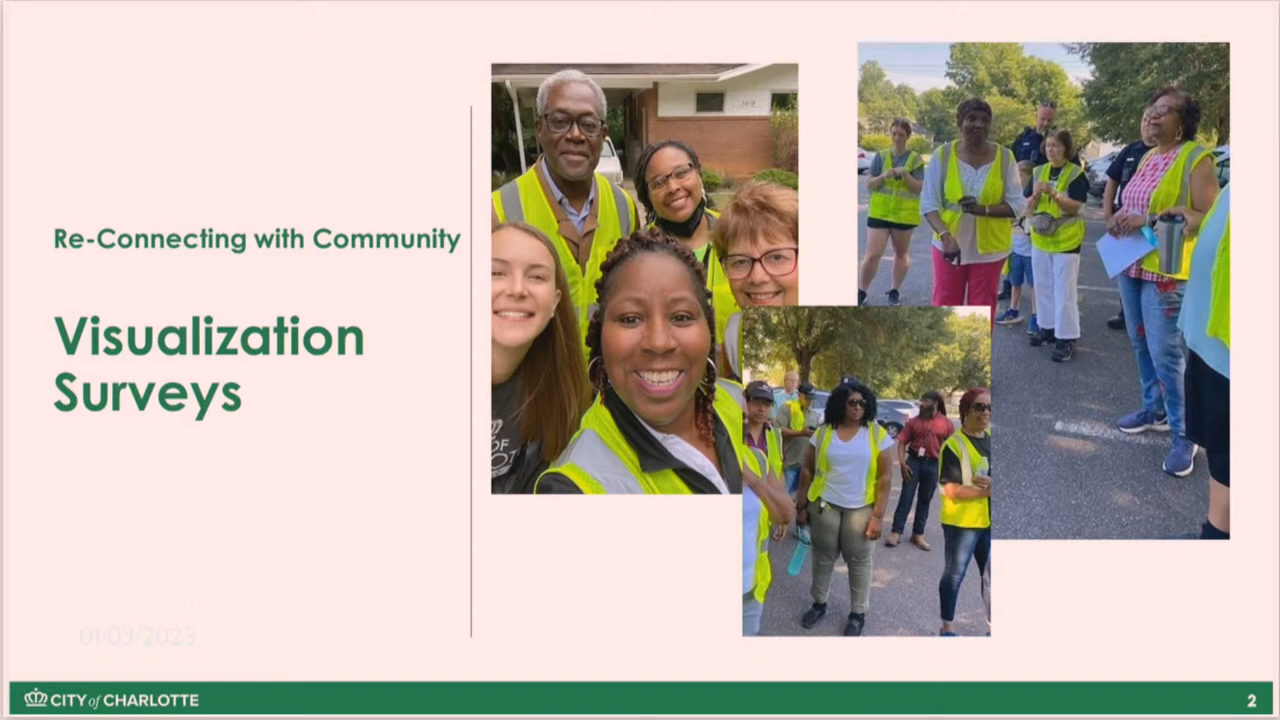 Re-Connecting with Community
Visualization
Surveys
01/03/2023
CITY of CHARLOTTE
2